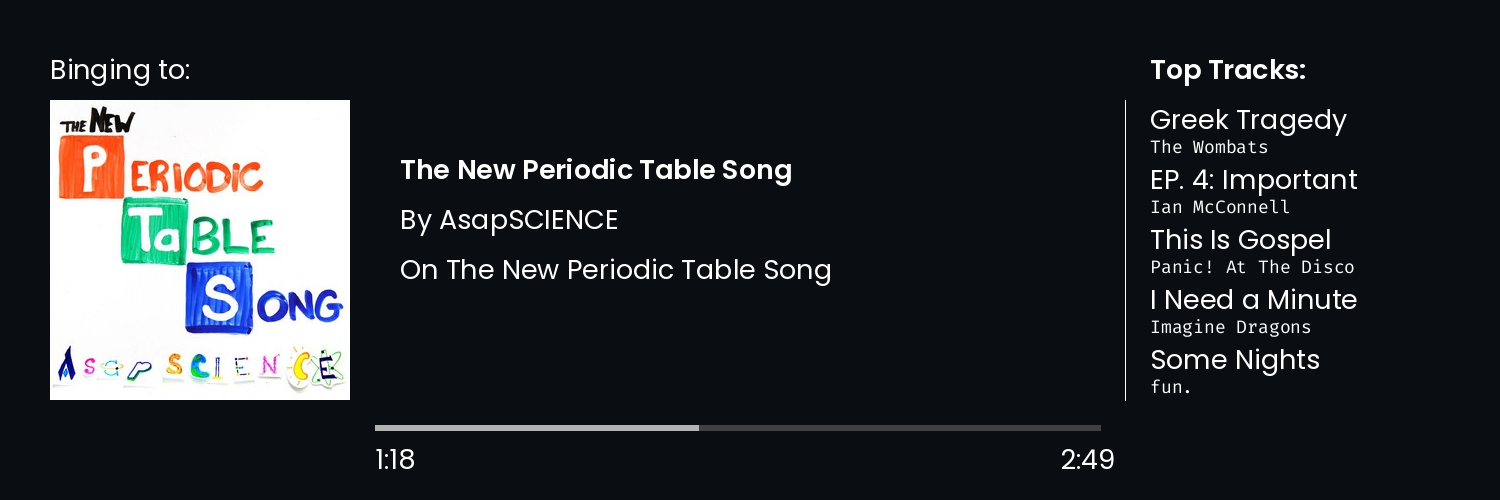 Binging to:
THE NEW
PERIODIC
TaBLE
SONG
AsapSCIENCE
The New Periodic Table Song
By AsapSCIENCE
On The New Periodic Table Song
1:18
2:49
Top Tracks:
Greek Tragedy
The Wombats
EP. 4: Important
Ian McConnell
This Is Gospel
Panic! At The Disco
I Need a Minute
Imagine Dragons
Some Nights
fun.